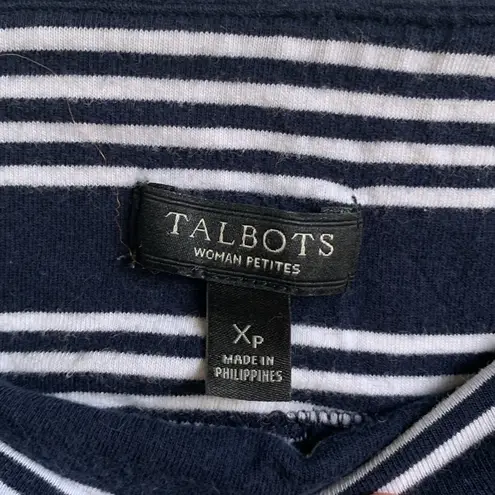 TALBOTS
WOMAN PETITES
XP
MADE IN
PHILIPPINES